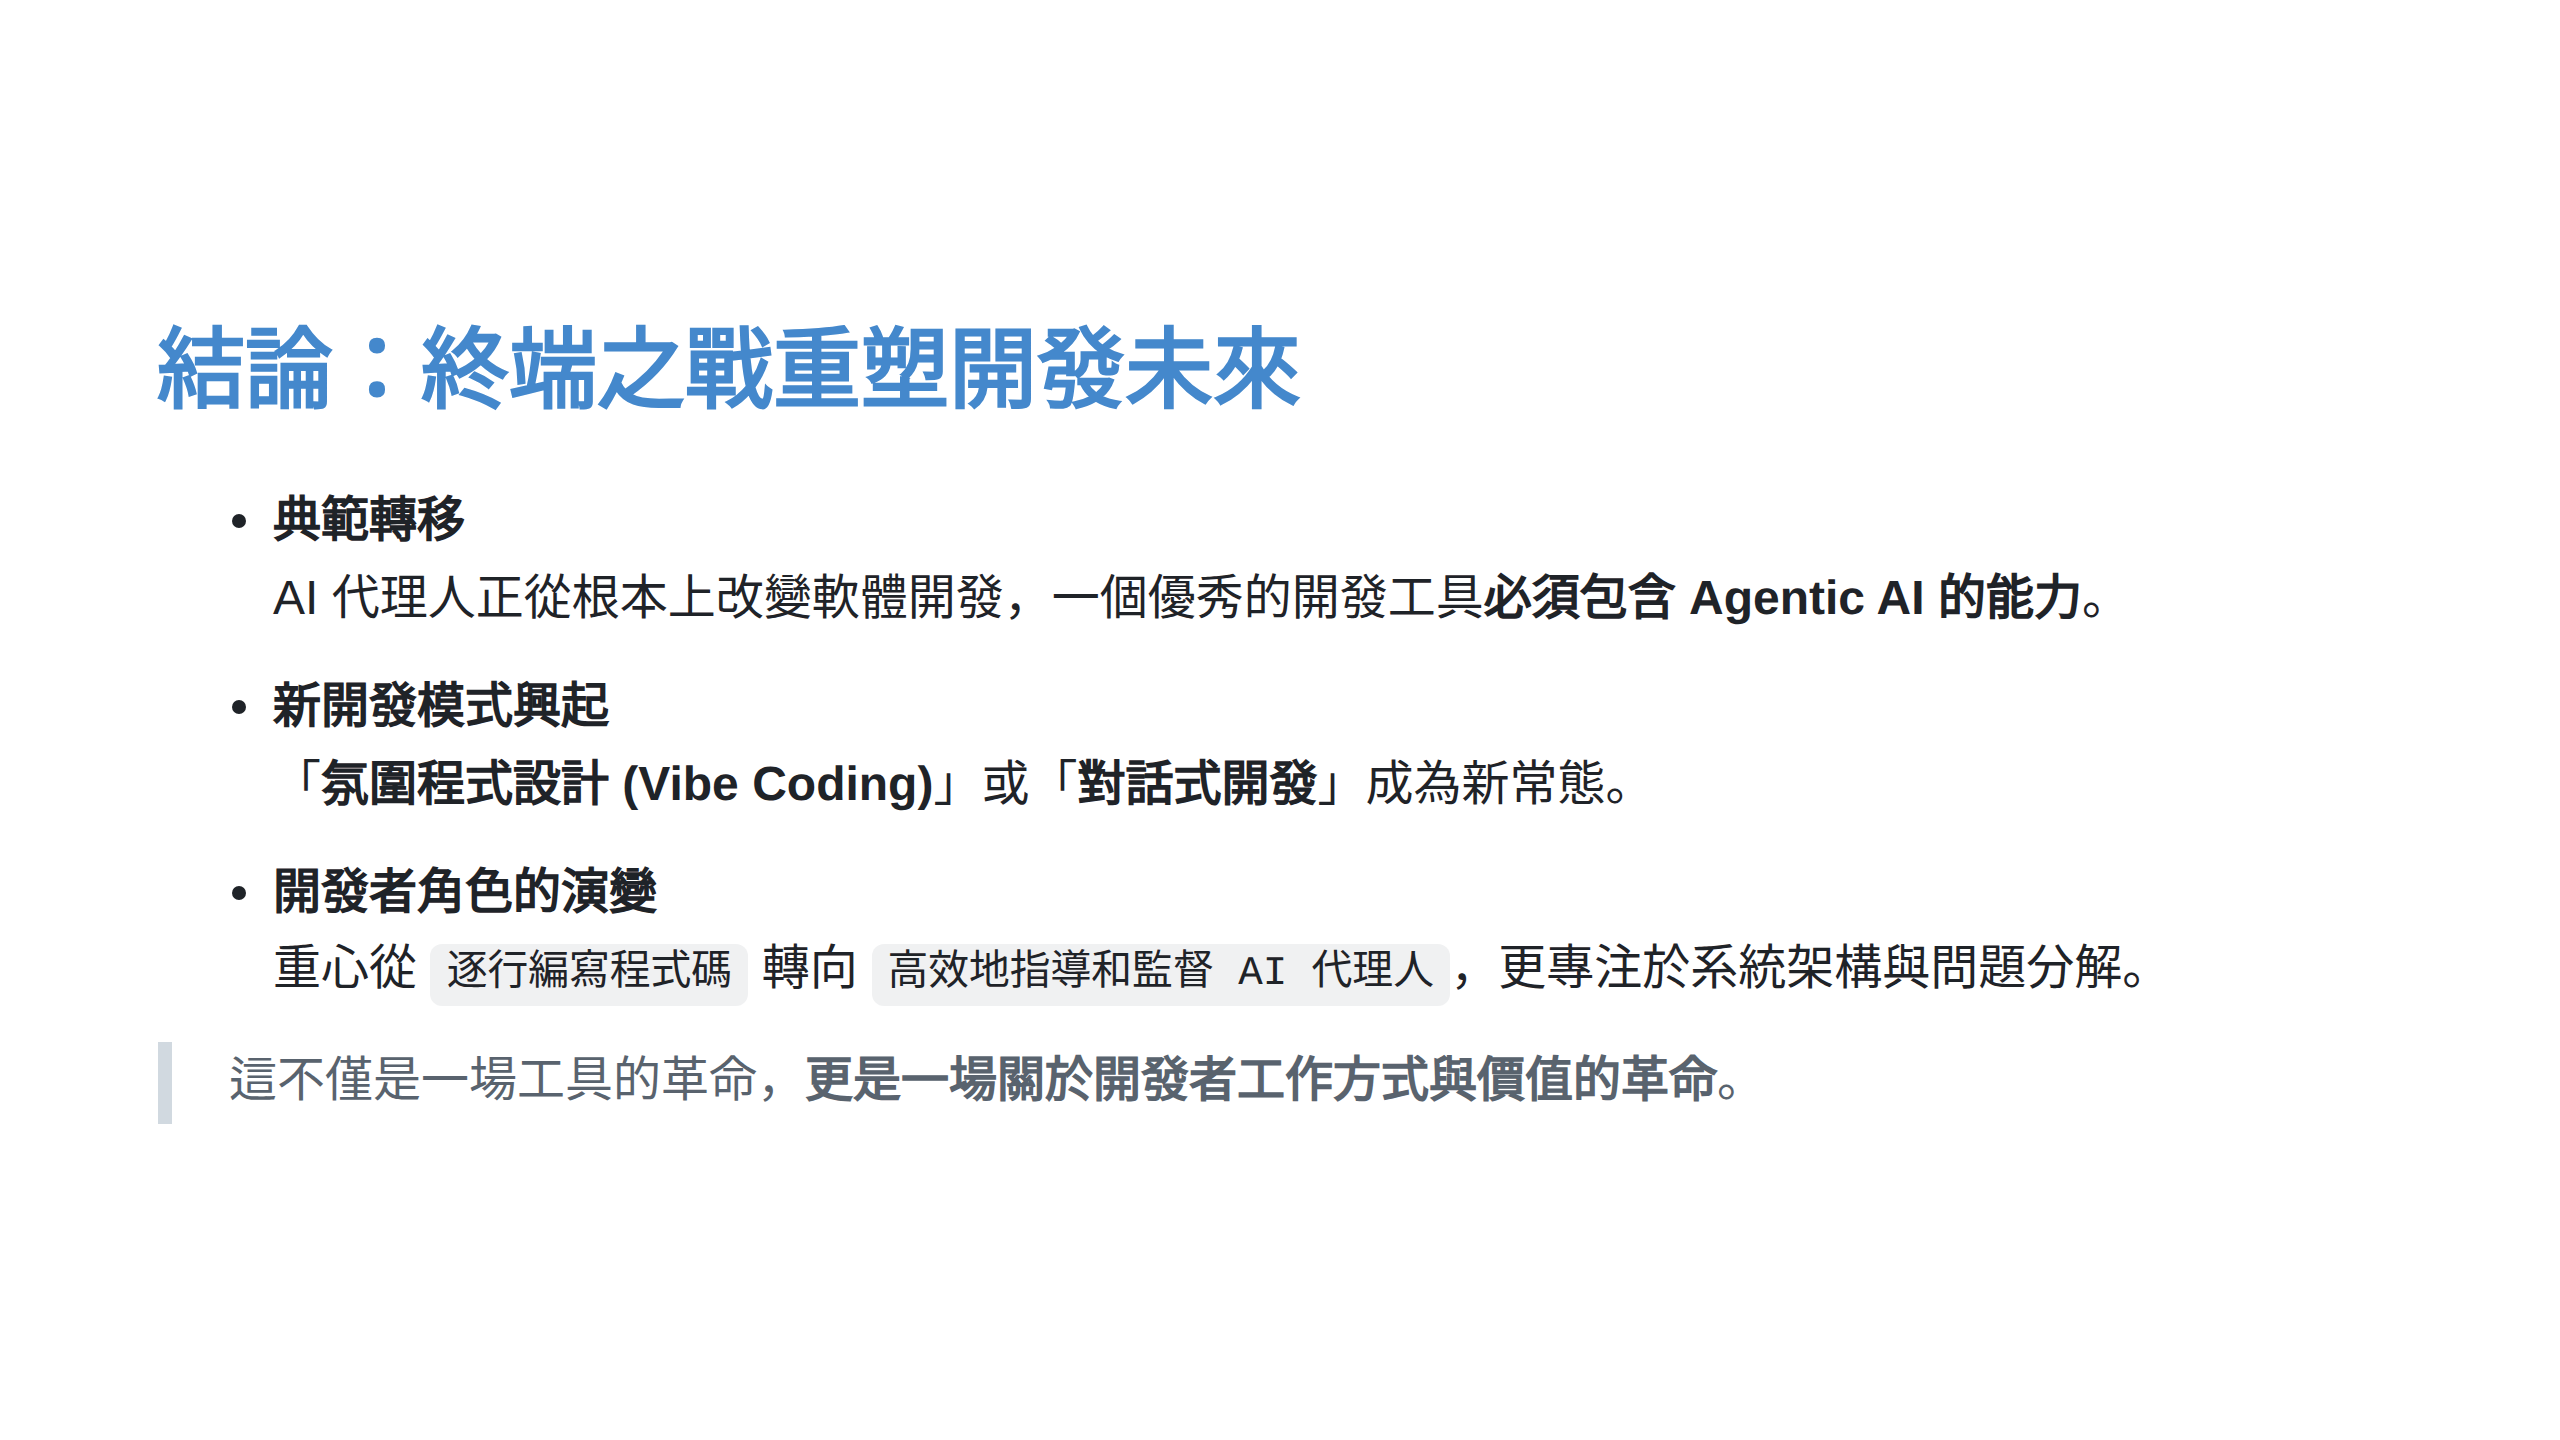 結論：終端之戰重塑開發未來
• 典範轉移
AI 代理人正從根本上改變軟體開發，一個優秀的開發工具必須包含 Agentic AI 的能力。
• 新開發模式興起
「氛圍程式設計 (Vibe Coding)」或「對話式開發」成為新常態。
• 開發者角色的演變
重心從 逐行編寫程式碼 轉向 高效地指導和監督 AI 代理人，更專注於系統架構與問題分解。
這不僅是一場工具的革命，更是一場關於開發者工作方式與價值的革命。